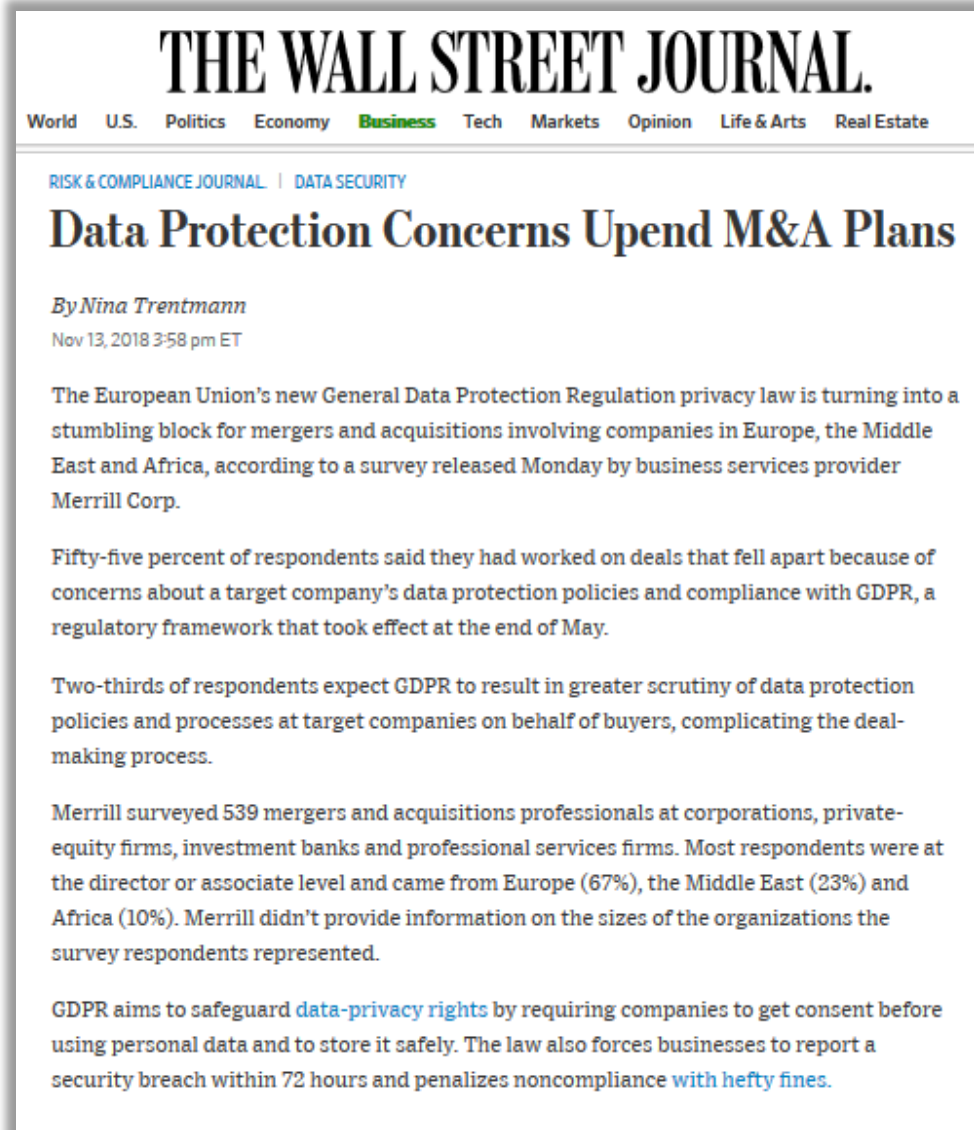 THE WALL STREET JOURNAL.
World U.S. Politics Economy Business Tech Markets Opinion Life & Arts Real Estate
RISK & COMPLIANCE JOURNAL. | DATA SECURITY
Data Protection Concerns Upend M&A Plans
By Nina Trentmann
Nov 13, 2018 3:58 pm ET
The European Union’s new General Data Protection Regulation privacy law is turning into a
stumbling block for mergers and acquisitions involving companies in Europe, the Middle
East and Africa, according to a survey released Monday by business services provider
Merrill Corp.
Fifty-five percent of respondents said they had worked on deals that fell apart because of
concerns about a target company’s data protection policies and compliance with GDPR, a
regulatory framework that took effect at the end of May.
Two-thirds of respondents expect GDPR to result in greater scrutiny of data protection
policies and processes at target companies on behalf of buyers, complicating the deal-
making process.
Merrill surveyed 539 mergers and acquisitions professionals at corporations, private-
equity firms, investment banks and professional services firms. Most respondents were at
the director or associate level and came from Europe (67%), the Middle East (23%) and
Africa (10%). Merrill didn’t provide information on the sizes of the organizations the
survey respondents represented.
GDPR aims to safeguard data-privacy rights by requiring companies to get consent before
using personal data and to store it safely. The law also forces businesses to report a
security breach within 72 hours and penalizes noncompliance with hefty fines.